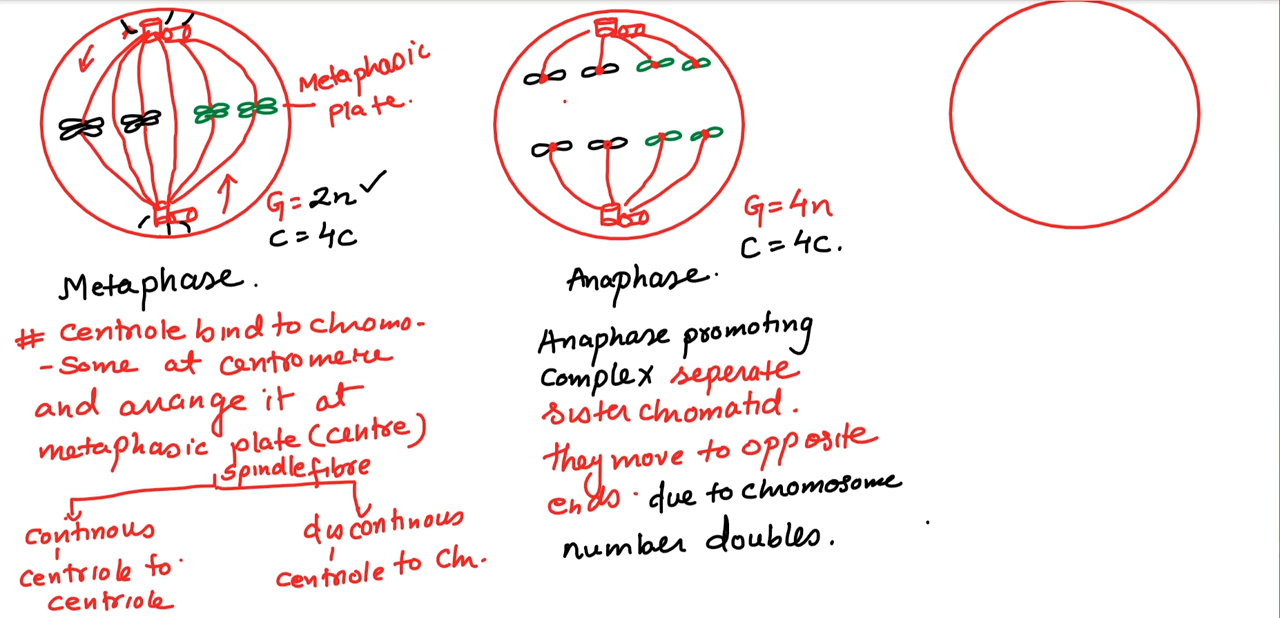 Metaphasic
plate.
G = 2n ✓
C = 4C
Metaphase.
# Centriole bind to chromo-
- some at centromere
and arrange it at
metaphasic plate (centre)
spindle fibre
continous
centriole to
centriole
discontinous
centriole to Chr.
G = 4n
C = 4C.
Anaphase.
Anaphase promoting
complex seperate
sister chromatid.
they move to opposite
ends. due to chromosome
number doubles.